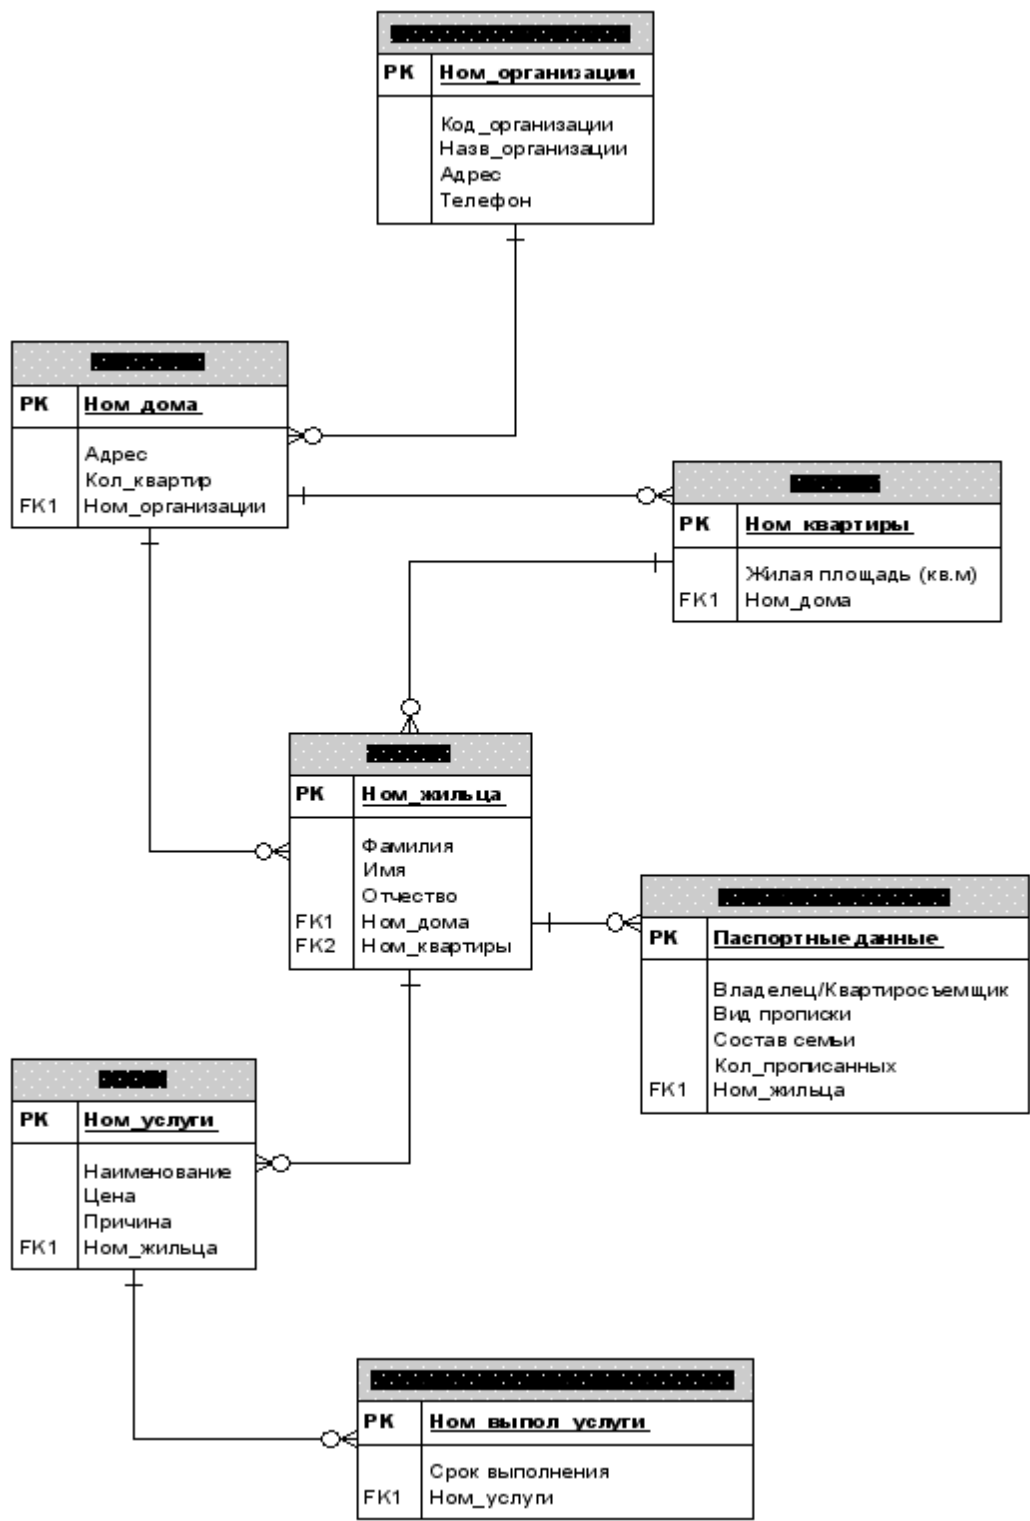 PK Ном_организации
Код_организации
Назв_организации
Адрес
Телефон
PK Ном_дома
Адрес
Кол_квартир
FK1 Ном_организации
PK Ном_квартиры
Жилая площадь (кв.м)
FK1 Ном_дома
PK Ном_жильца
Фамилия
Имя
Отчество
FK1 Ном_дома
FK2 Ном_квартиры
PK Паспортные данные
Владелец/Квартиросъемщик
Вид прописки
Состав семьи
Кол_прописанных
FK1 Ном_жильца
PK Ном_услуги
Наименование
Цена
Причина
FK1 Ном_жильца
PK Ном_выпол_услуги
Срок выполнения
FK1 Ном_услуги